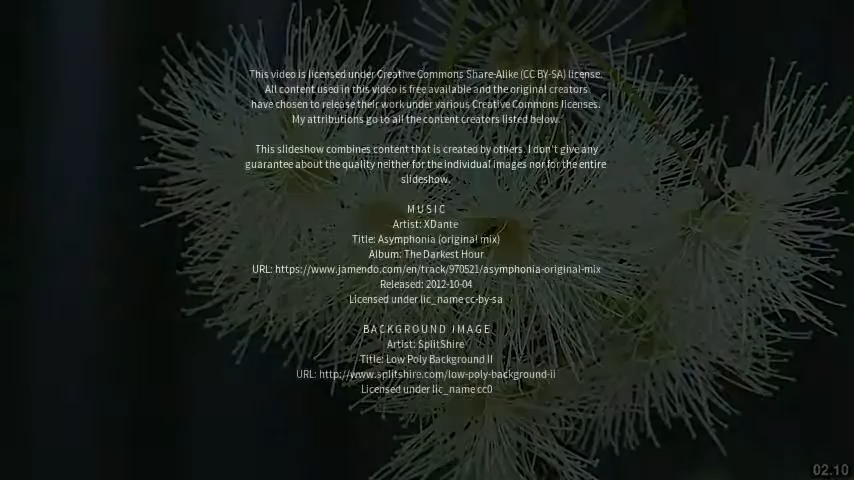 This video is licensed under Creative Commons Share-Alike (CC BY-SA) license.
All content used in this video is free available and the original creators
have chosen to release their work under various Creative Commons licenses.
My attributions go to all the content creators listed below.
This slideshow combines content that is created by others. I don't give any
guarantee about the quality neither for the individual images nor for the entire
slideshow.
MUSIC
Artist: XDante
Title: Asymphonia (original mix)
Album: The Darkest Hour
URL: https://www.jamendo.com/en/track/970521/asymphonia-original-mix
Released: 2012-10-04
Licensed under lic_name cc-by-sa
BACKGROUND IMAGE
Artist: SplitShire
Title: Low Poly Background II
URL: http://www.splitshire.com/low-poly-background-ii
Licensed under lic_name cc0
02.10